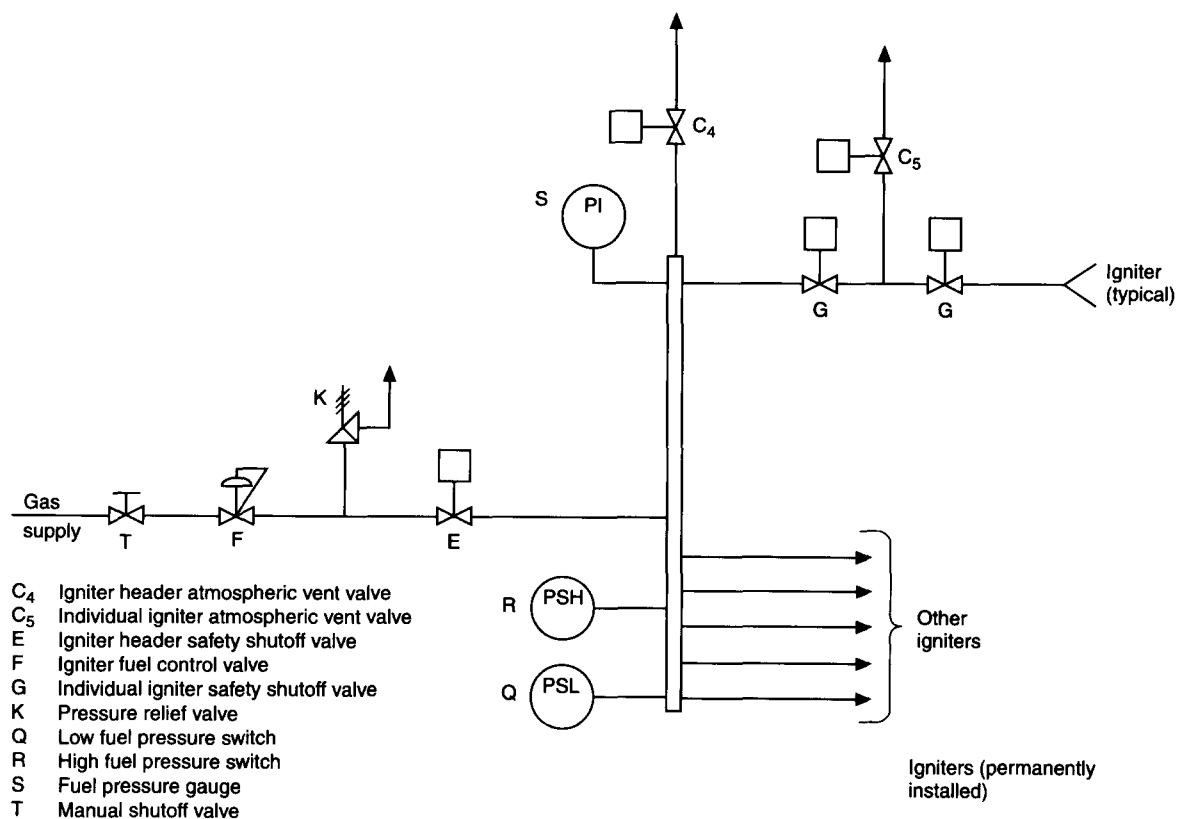 C4
C5
S
PI
G
G
Igniter
(typical)
K
Gas
supply
T
F
E
R
PSH
Q
PSL
Other
igniters
C4 Igniter header atmospheric vent valve
C5 Individual igniter atmospheric vent valve
E Igniter header safety shutoff valve
F Igniter fuel control valve
G Individual igniter safety shutoff valve
K Pressure relief valve
Q Low fuel pressure switch
R High fuel pressure switch
S Fuel pressure gauge
T Manual shutoff valve
Igniters (permanently
installed)